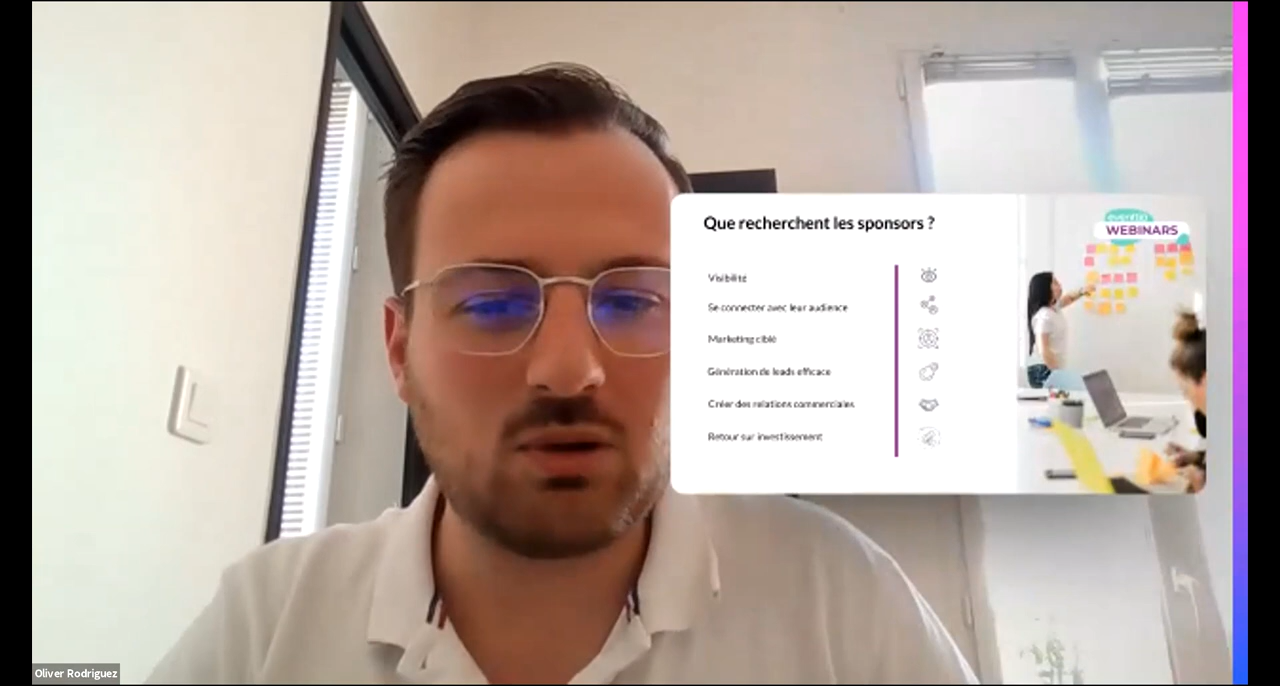 Que recherchent les sponsors ?
eventtia
WEBINARS
Visibilité
Se connecter avec leur audience
Marketing ciblé
Génération de leads efficace
Créer des relations commerciales
Retour sur investissement
Oliver Rodriguez